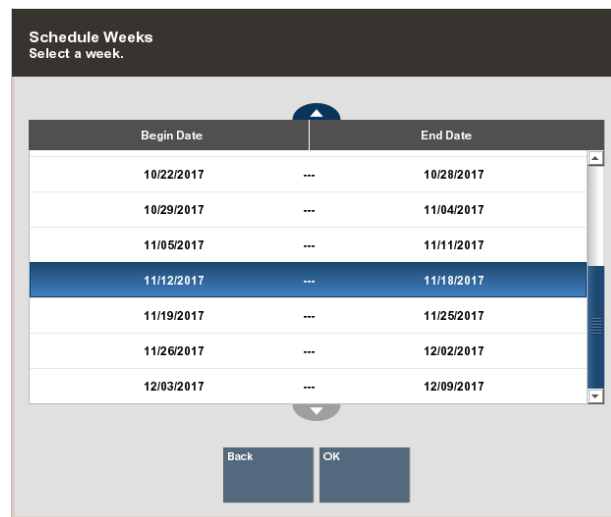 Schedule Weeks
Select a week.
Begin Date End Date
10/22/2017 --- 10/28/2017
10/29/2017 --- 11/04/2017
11/05/2017 --- 11/11/2017
11/12/2017 --- 11/18/2017
11/19/2017 --- 11/25/2017
11/26/2017 --- 12/02/2017
12/03/2017 --- 12/09/2017
Back OK